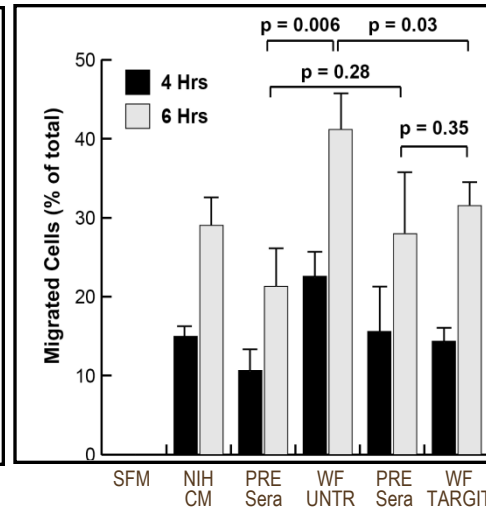 p = 0.006
p = 0.03
p = 0.28
p = 0.35
4 Hrs
6 Hrs
Migrated Cells (% of total)
50
40
30
20
10
0
SFM
NIH CM
PRE Sera
WF UNTR
PRE Sera
WF TARGIT